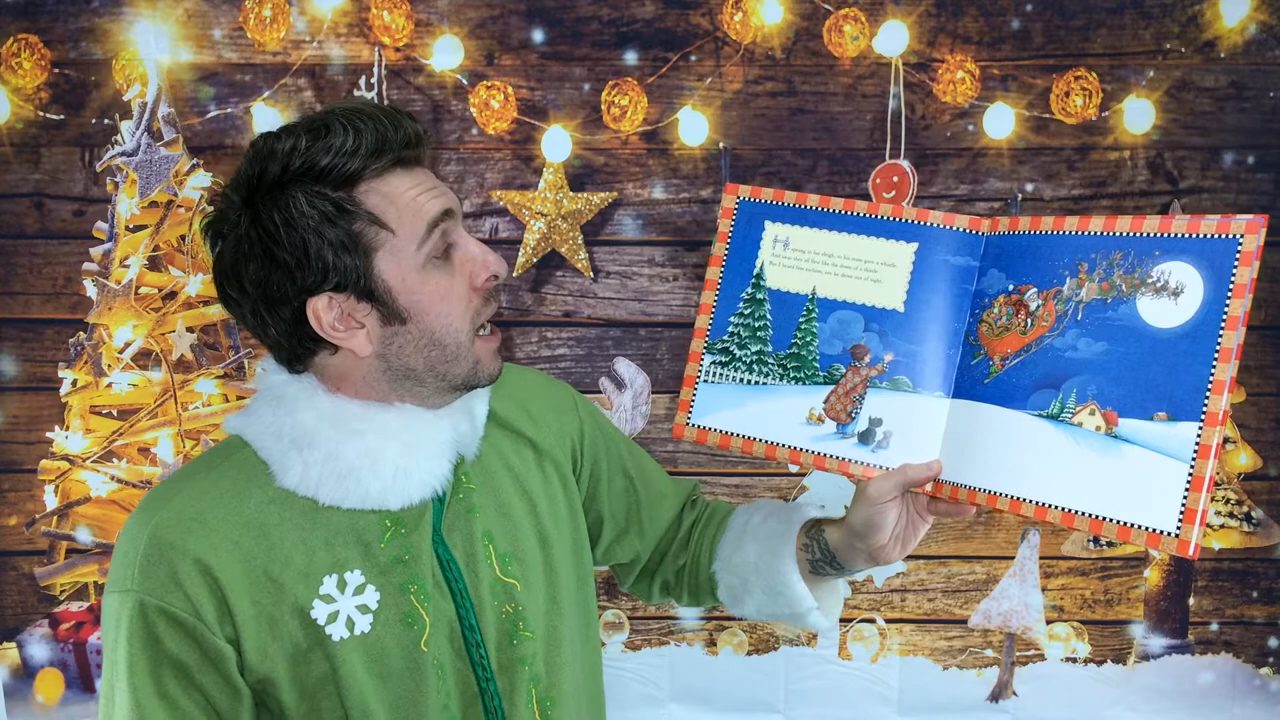 He sprang to his sleigh, to his team gave a whistle,
And away they all flew like the down of a thistle.
But I heard him exclaim, ere he drove out of sight,